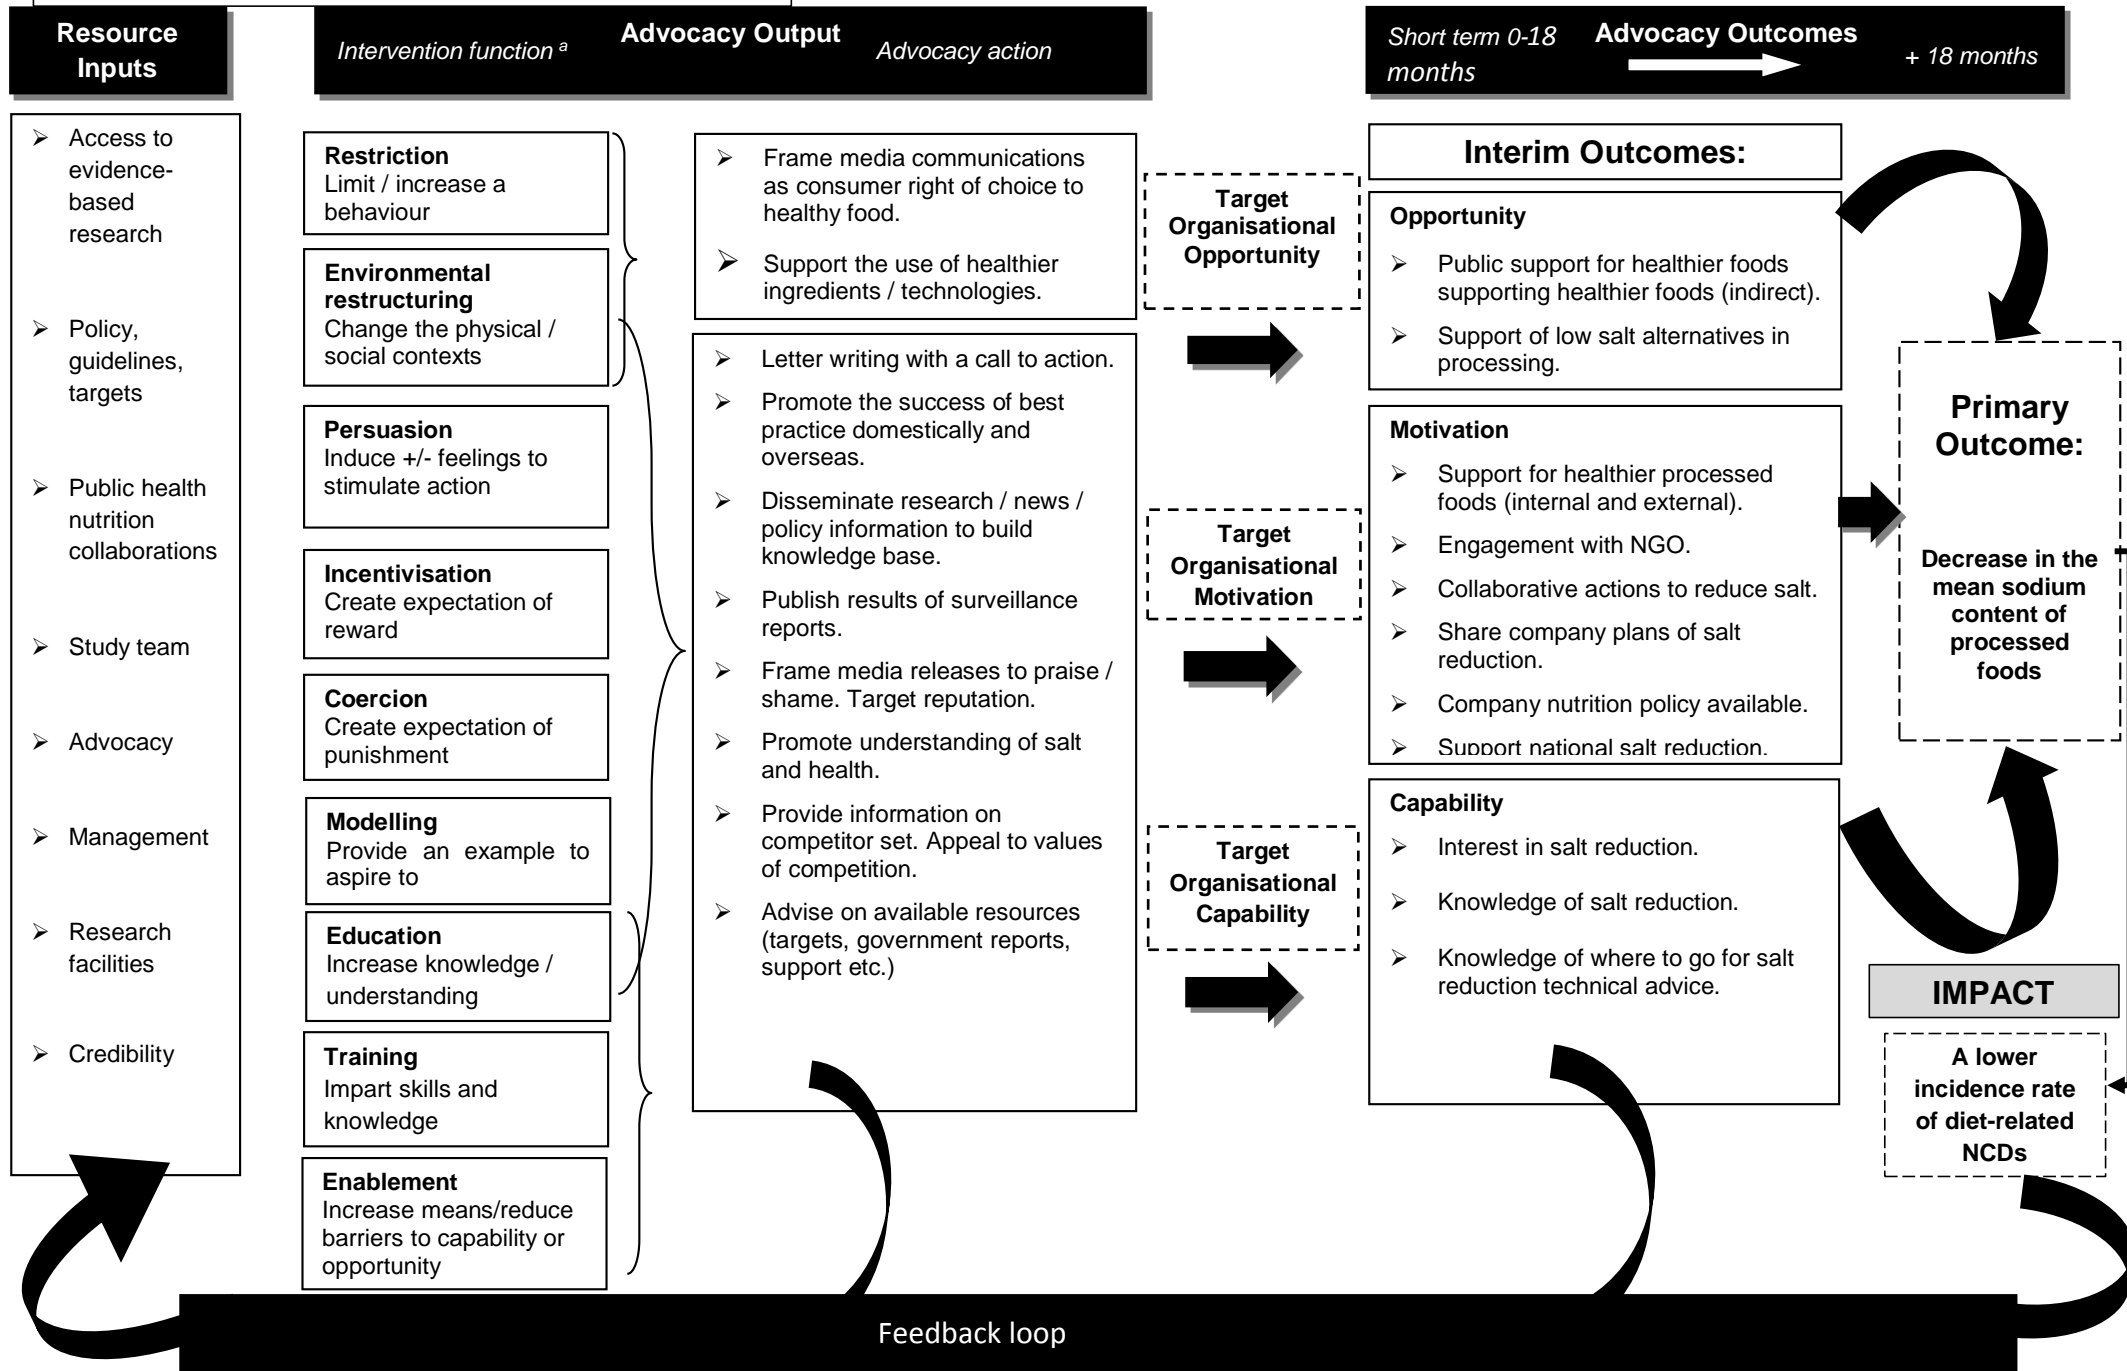 Resource
Inputs
Intervention function a
Advocacy Output
Advocacy action
Short term 0-18
months
Advocacy Outcomes
+ 18 months
➢ Access to
evidence-
based
research
➢ Policy,
guidelines,
targets
➢ Public health
nutrition
collaborations
➢ Study team
➢ Advocacy
➢ Management
➢ Research
facilities
➢ Credibility
Restriction
Limit / increase a
behaviour
Environmental
restructuring
Change the physical /
social contexts
Persuasion
Induce +/- feelings to
stimulate action
Incentivisation
Create expectation of
reward
Coercion
Create expectation of
punishment
Modelling
Provide an example to
aspire to
Education
Increase knowledge /
understanding
Training
Impart skills and
knowledge
Enablement
Increase means/reduce
barriers to capability or
opportunity
➢ Frame media communications
as consumer right of choice to
healthy food.
➢ Support the use of healthier
ingredients / technologies.
➢ Letter writing with a call to action.
➢ Promote the success of best
practice domestically and
overseas.
➢ Disseminate research / news /
policy information to build
knowledge base.
➢ Publish results of surveillance
reports.
➢ Frame media releases to praise /
shame. Target reputation.
➢ Promote understanding of salt
and health.
➢ Provide information on
competitor set. Appeal to values
of competition.
➢ Advise on available resources
(targets, government reports,
support etc.)
Target
Organisational
Opportunity
Target
Organisational
Motivation
Target
Organisational
Capability
Interim Outcomes:
Opportunity
➢ Public support for healthier foods
supporting healthier foods (indirect).
➢ Support of low salt alternatives in
processing.
Motivation
➢ Support for healthier processed
foods (internal and external).
➢ Engagement with NGO.
➢ Collaborative actions to reduce salt.
➢ Share company plans of salt
reduction.
➢ Company nutrition policy available.
➢ Support national salt reduction.
Capability
➢ Interest in salt reduction.
➢ Knowledge of salt reduction.
➢ Knowledge of where to go for salt
reduction technical advice.
Primary
Outcome:
Decrease in the
mean sodium
content of
processed
foods
IMPACT
A lower
incidence rate
of diet-related
NCDs
Feedback loop